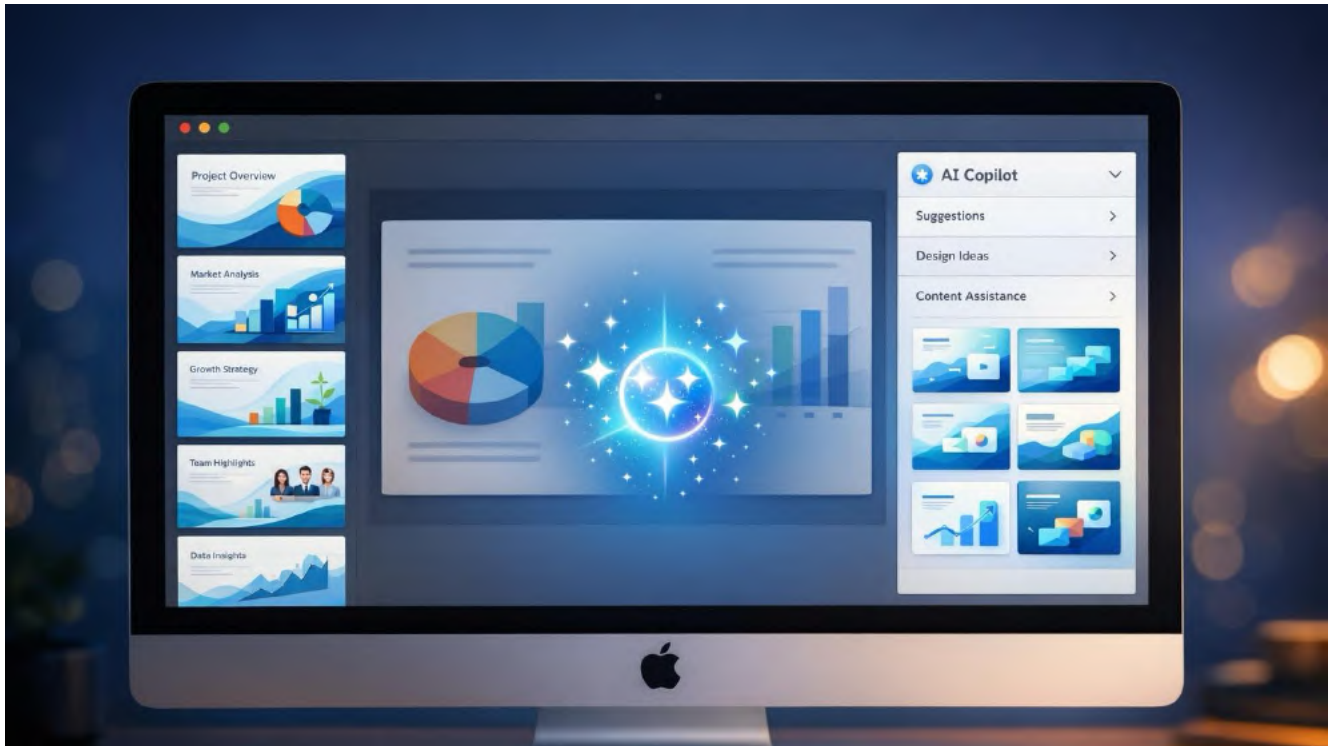 Project Overview
Market Analysis
Growth Strategy
Team Highlights
Data Insights
AI Copilot
Suggestions
Design Ideas
Content Assistance